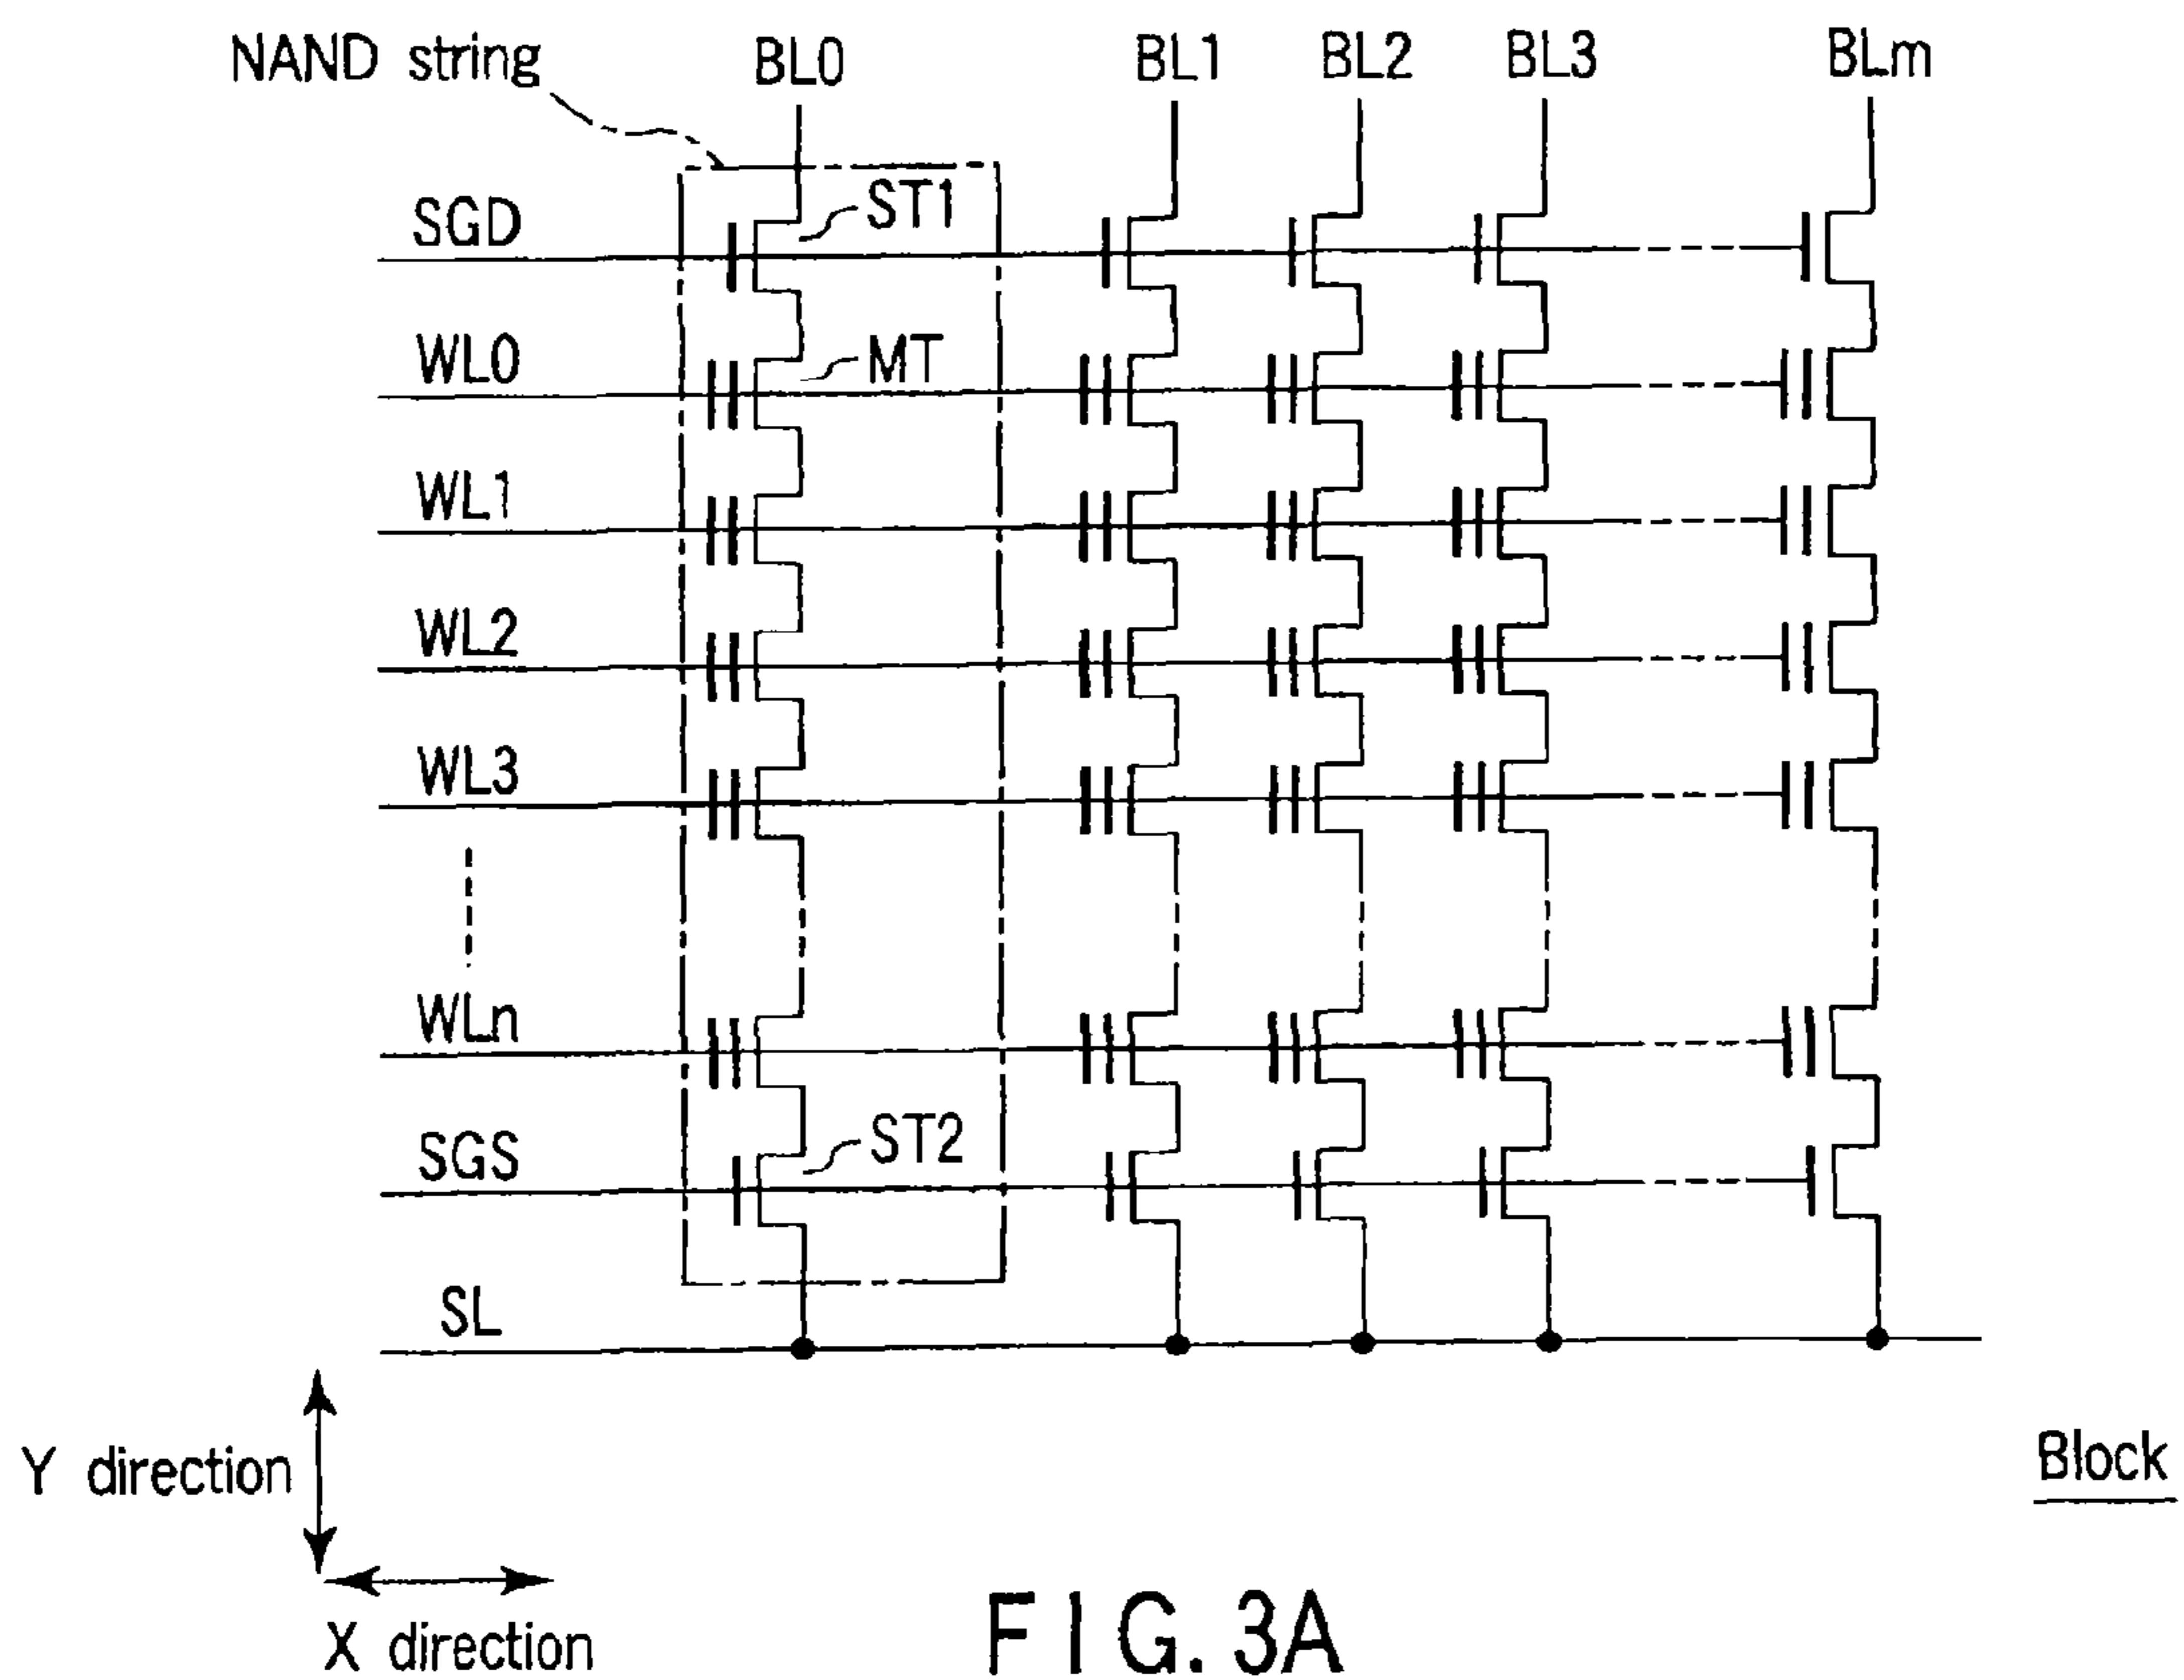 NAND string
BL0
BL1
BL2
BL3
BLm
SGD
ST1
WL0
MT
WL1
WL2
WL3
WLn
SGS
ST2
SL
Y direction
X direction
Block
FIG. 3A